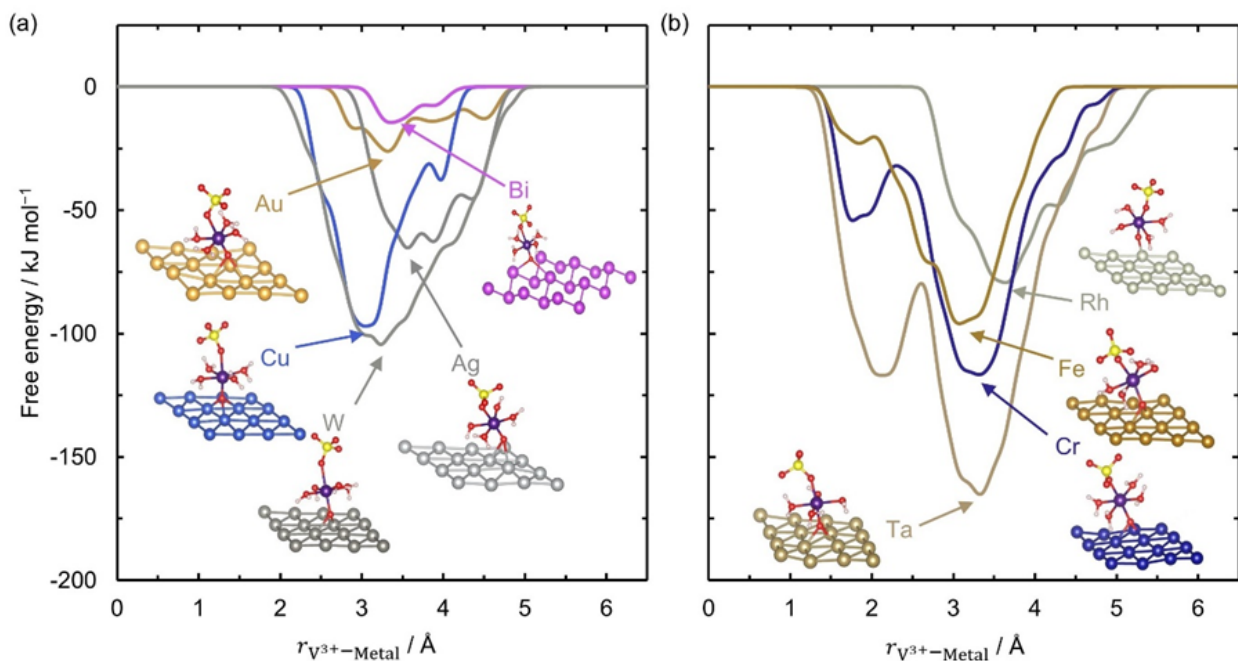 (a)
Free energy / kJ mol⁻¹
0
-50
-100
-150
-200
Au
Bi
Cu
Ag
W
0 1 2 3 4 5 6
r_V³⁺−Metal / Å
(b)
Rh
Fe
Cr
Ta
0 1 2 3 4 5 6
r_V³⁺−Metal / Å